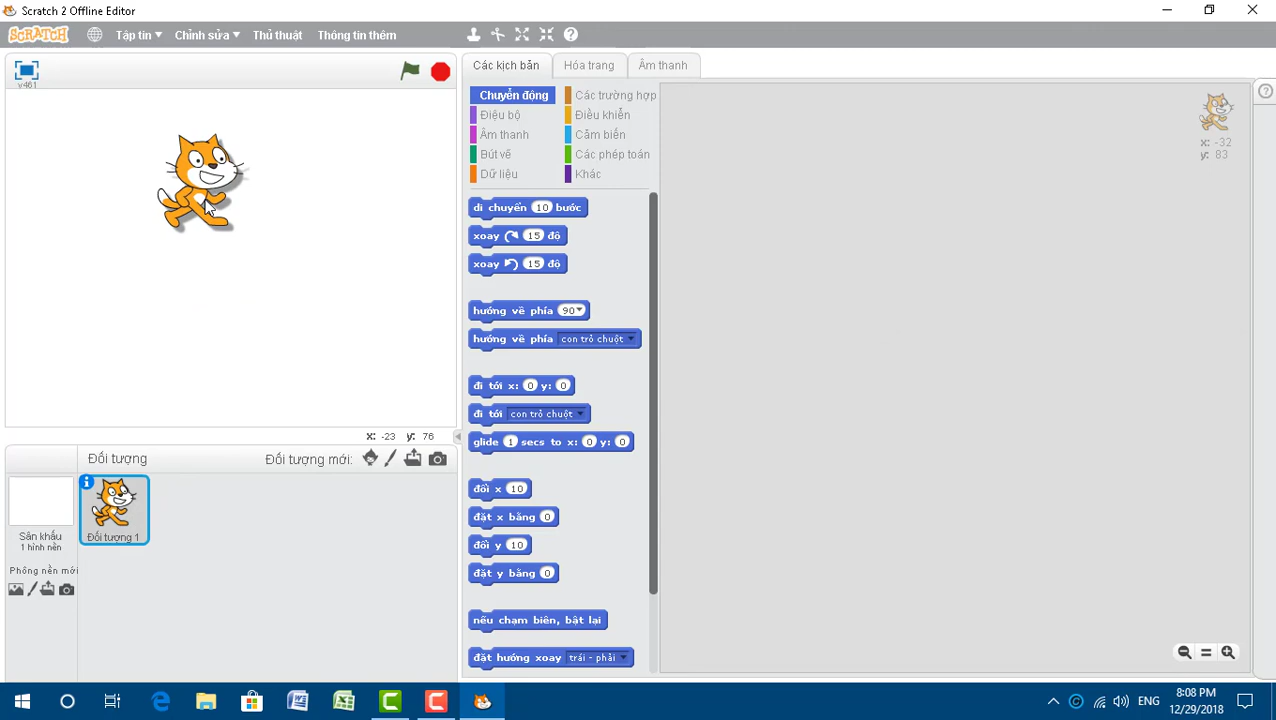 Scratch 2 Offline Editor
SCRATCH Tập tin Chỉnh sửa Thủ thuật Thông tin thêm
v461
Các kịch bản Hóa trang Âm thanh
Chuyển động Các trường hợp
Điệu bộ Điều khiển
Âm thanh Cảm biến
Bút vẽ Các phép toán
Dữ liệu Khác
x: -32
y: 83
di chuyển 10 bước
xoay 15 độ
xoay 15 độ
hướng về phía 90
hướng về phía con trỏ chuột
đi tới x: 0 y: 0
đi tới con trỏ chuột
glide 1 secs to x: 0 y: 0
đổi x 10
đặt x bằng 0
đổi y 10
đặt y bằng 0
nếu chạm biên, bật lại
đặt hướng xoay trái - phải
x: -23 y: 76
Đối tượng Đối tượng mới:
Sân khấu
1 hình nền
Đối tượng 1
Phông nền mới
ENG
8:08 PM
12/29/2018